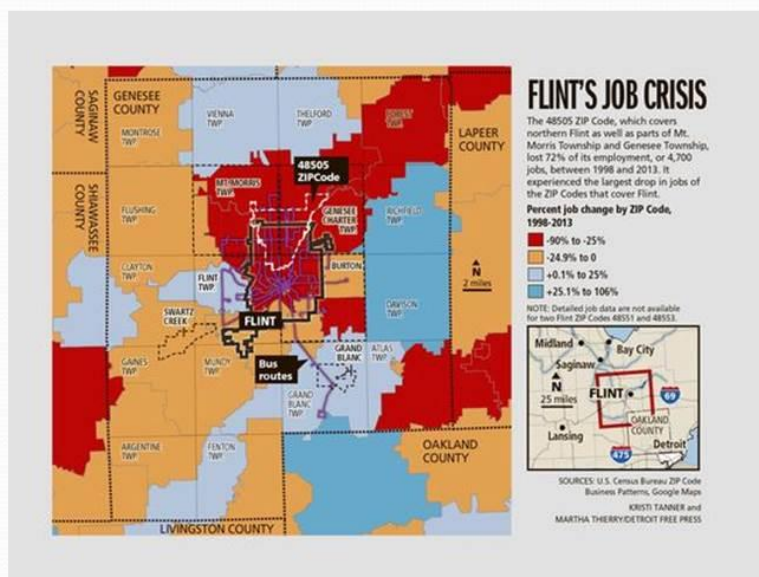 SAGINAW
COUNTY
GENESEE
COUNTY
MONTROSE
TWP.
VIENNA
TWP.
THELFORD
TWP.
FOREST
TWP.
LAPEER
COUNTY
48505
ZIPCode
SHIAWASSEE
COUNTY
FLUSHING
TWP.
MT. MORRIS
TWP.
GENESEE
CHARTER
TWP.
RICHFIELD
TWP.
CLAYTON
TWP.
FLINT
TWP.
BURTON
N
2 miles
SWARTZ
CREEK
FLINT
DAVISON
TWP.
GAINES
TWP.
MUNDY
TWP.
Bus
routes
GRAND
BLANC
ATLAS
TWP.
GRAND
BLANC
TWP.
ARGENTINE
TWP.
FENTON
TWP.
OAKLAND
COUNTY
LIVINGSTON COUNTY
FLINT'S JOB CRISIS
The 48505 ZIP Code, which covers
northern Flint as well as parts of Mt.
Morris Township and Genesee Township,
lost 72% of its employment, or 4,700
jobs, between 1998 and 2013. It
experienced the largest drop in jobs of
the ZIP Codes that cover Flint.
Percent job change by ZIP Code,
1998-2013
-90% to -25%
-24.9% to 0
+0.1% to 25%
+25.1% to 106%
NOTE: Detailed job data are not available
for two Flint ZIP Codes 48551 and 48553.
Midland
Bay City
Saginaw
N
25 miles
FLINT
69
OAKLAND
COUNTY
Lansing
475
Detroit
SOURCES: U.S. Census Bureau ZIP Code
Business Patterns, Google Maps
KRISTI TANNER and
MARTHA THIERRY/DETROIT FREE PRESS